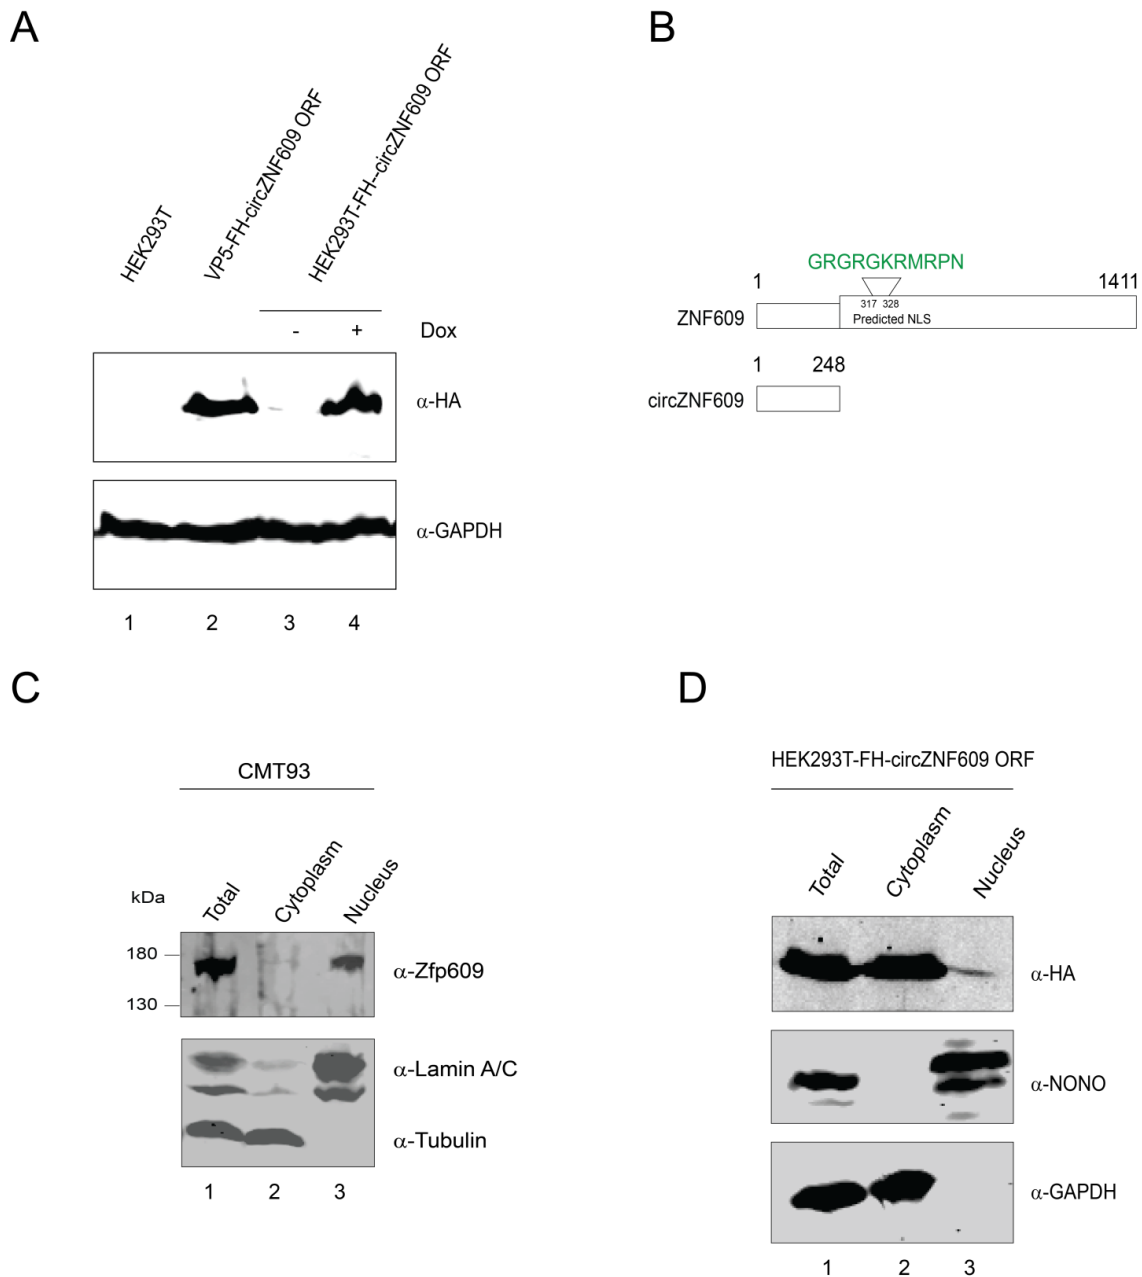 A
HEK293T
VP5-FH-circZNF609 ORF
HEK293T-FH--circZNF609 ORF
- + Dox
α-HA
α-GAPDH
1 2 3 4
B
GRGRGKRMRPN
1 1411
317 328
ZNF609 Predicted NLS
1 248
circZNF609
C
CMT93
kDa Total Cytoplasm Nucleus
180
α-Zfp609
130
α-Lamin A/C
α-Tubulin
1 2 3
D
HEK293T-FH-circZNF609 ORF
Total Cytoplasm Nucleus
α-HA
α-NONO
α-GAPDH
1 2 3